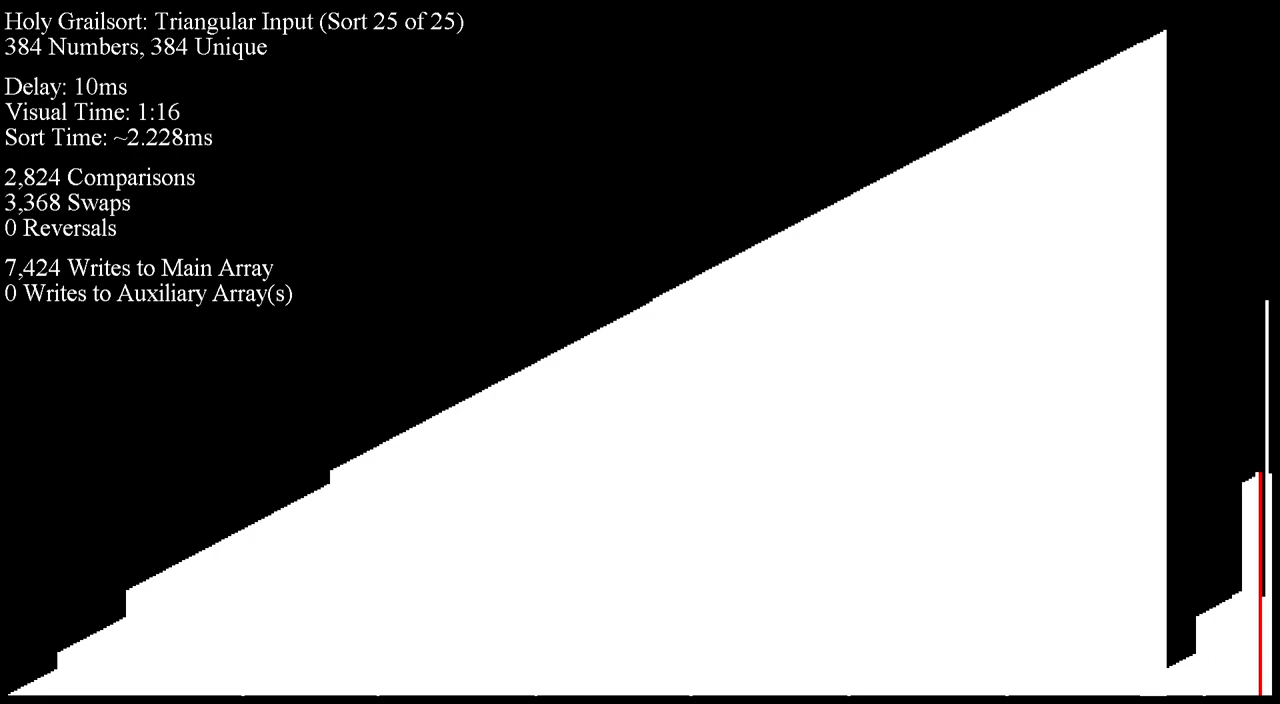 Holy Grailsort: Triangular Input (Sort 25 of 25)
384 Numbers, 384 Unique
Delay: 10ms
Visual Time: 1:16
Sort Time: ~2.228ms
2,824 Comparisons
3,368 Swaps
0 Reversals
7,424 Writes to Main Array
0 Writes to Auxiliary Array(s)